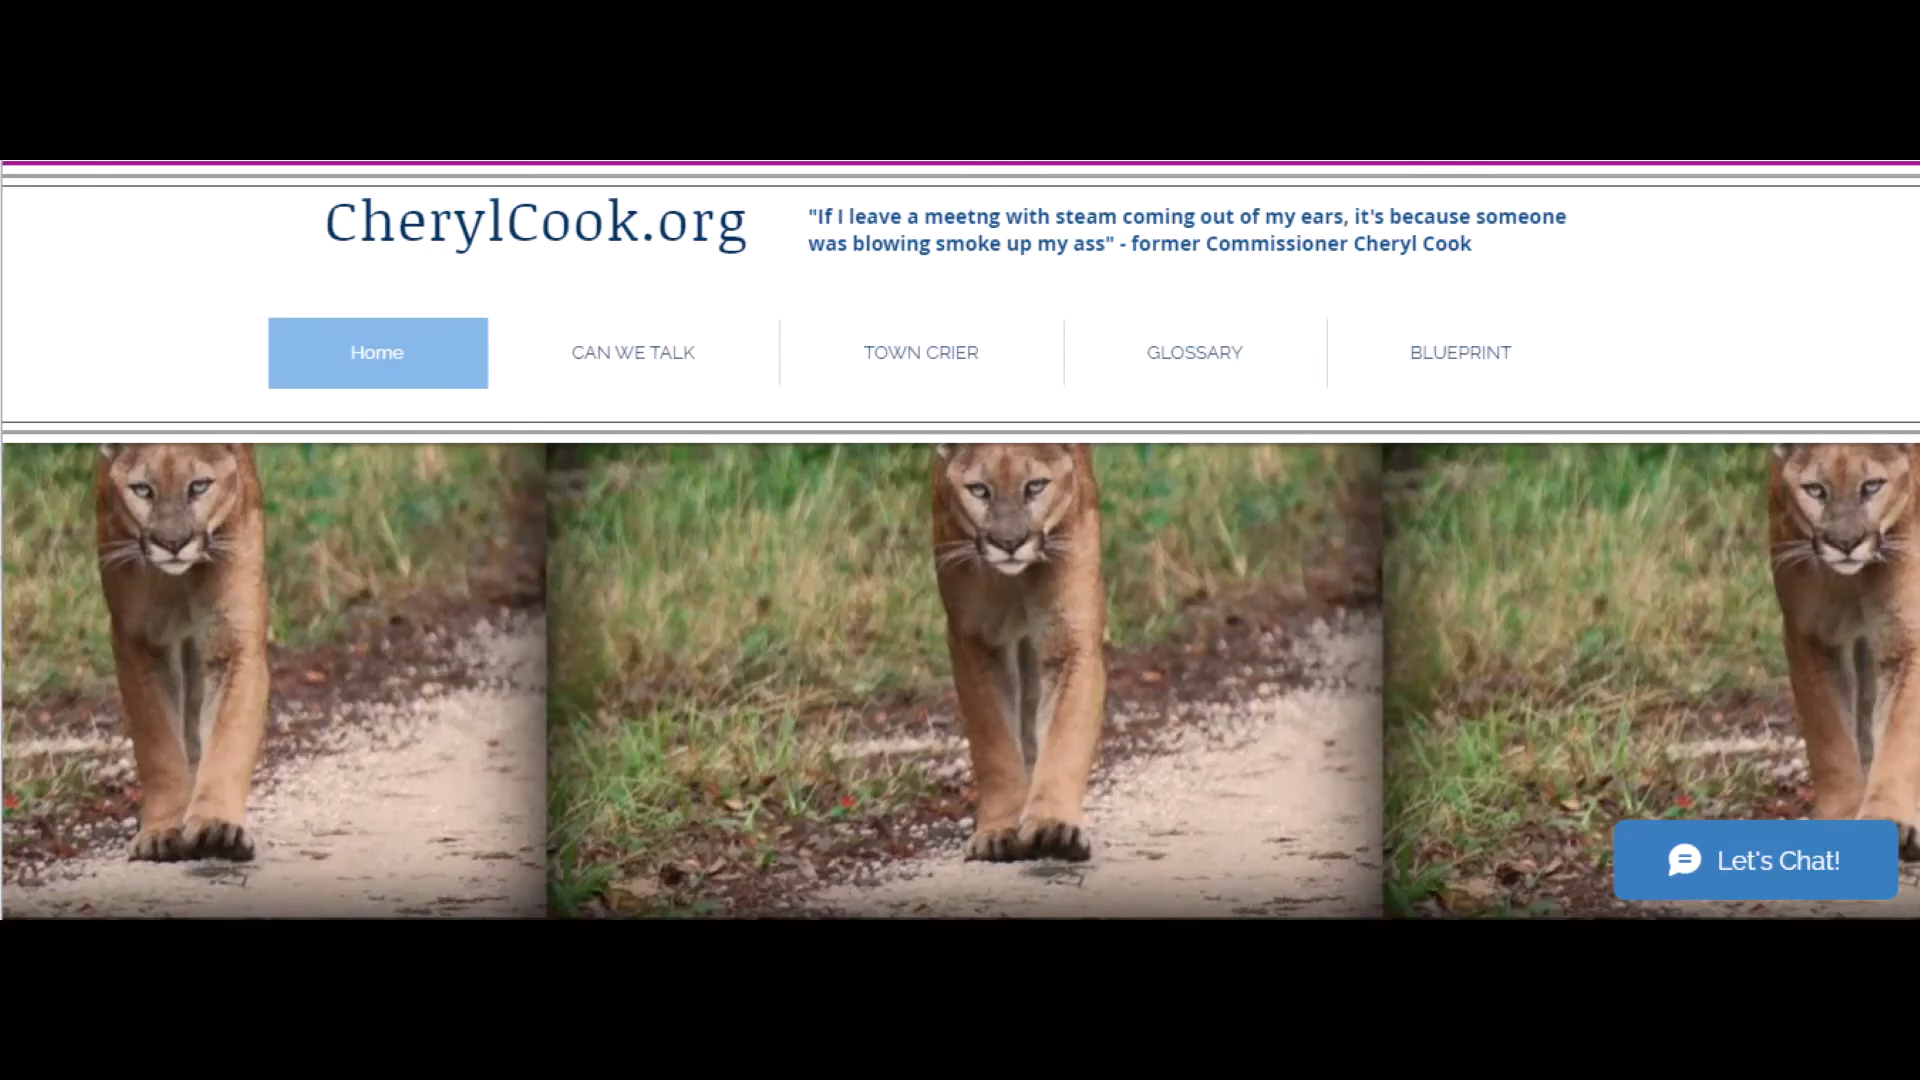 CherylCook.org
"If I leave a meetng with steam coming out of my ears, it's because someone
was blowing smoke up my ass" - former Commissioner Cheryl Cook
Home
CAN WE TALK
TOWN CRIER
GLOSSARY
BLUEPRINT
Let's Chat!